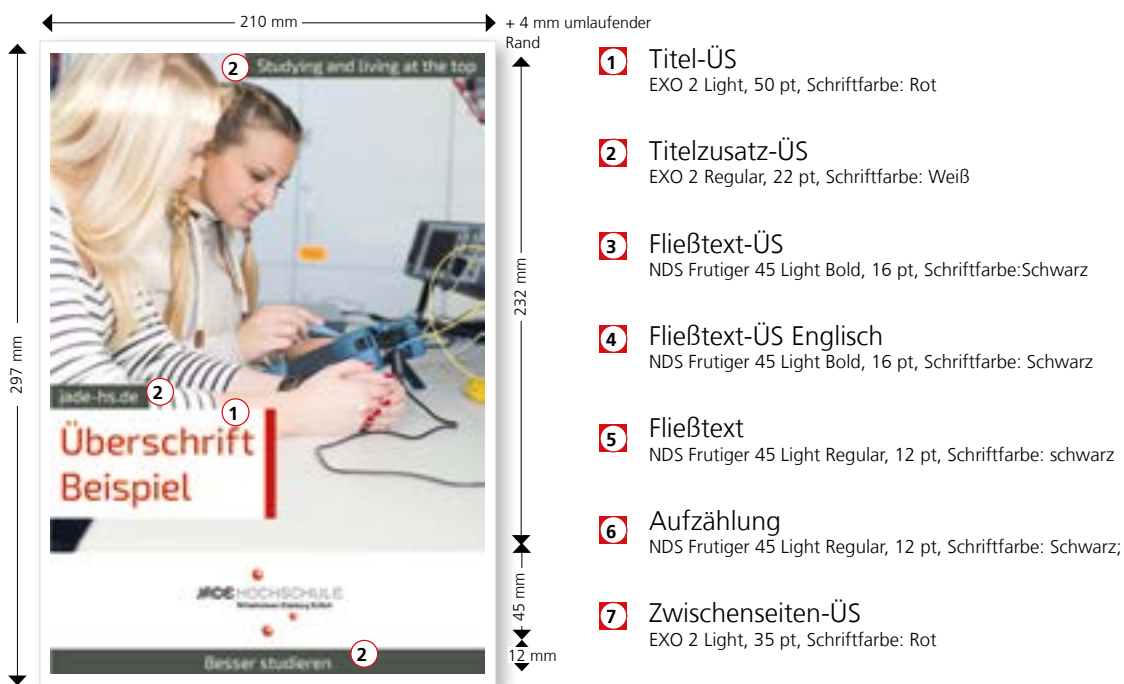 210 mm
+ 4 mm umlaufender
Rand
297 mm
232 mm
45 mm
12 mm
2
Studying and living at the top
jade-hs.de
2
1
Überschrift
Beispiel
JADE HOCHSCHULE
Besser studieren
2
1
Titel-ÜS
EXO 2 Light, 50 pt, Schriftfarbe: Rot
2
Titelzusatz-ÜS
EXO 2 Regular, 22 pt, Schriftfarbe: Weiß
3
Fließtext-ÜS
NDS Frutiger 45 Light Bold, 16 pt, Schriftfarbe:Schwarz
4
Fließtext-ÜS Englisch
NDS Frutiger 45 Light Bold, 16 pt, Schriftfarbe: Schwarz
5
Fließtext
NDS Frutiger 45 Light Regular, 12 pt, Schriftfarbe: schwarz
6
Aufzählung
NDS Frutiger 45 Light Regular, 12 pt, Schriftfarbe: Schwarz;
7
Zwischenseiten-ÜS
EXO 2 Light, 35 pt, Schriftfarbe: Rot